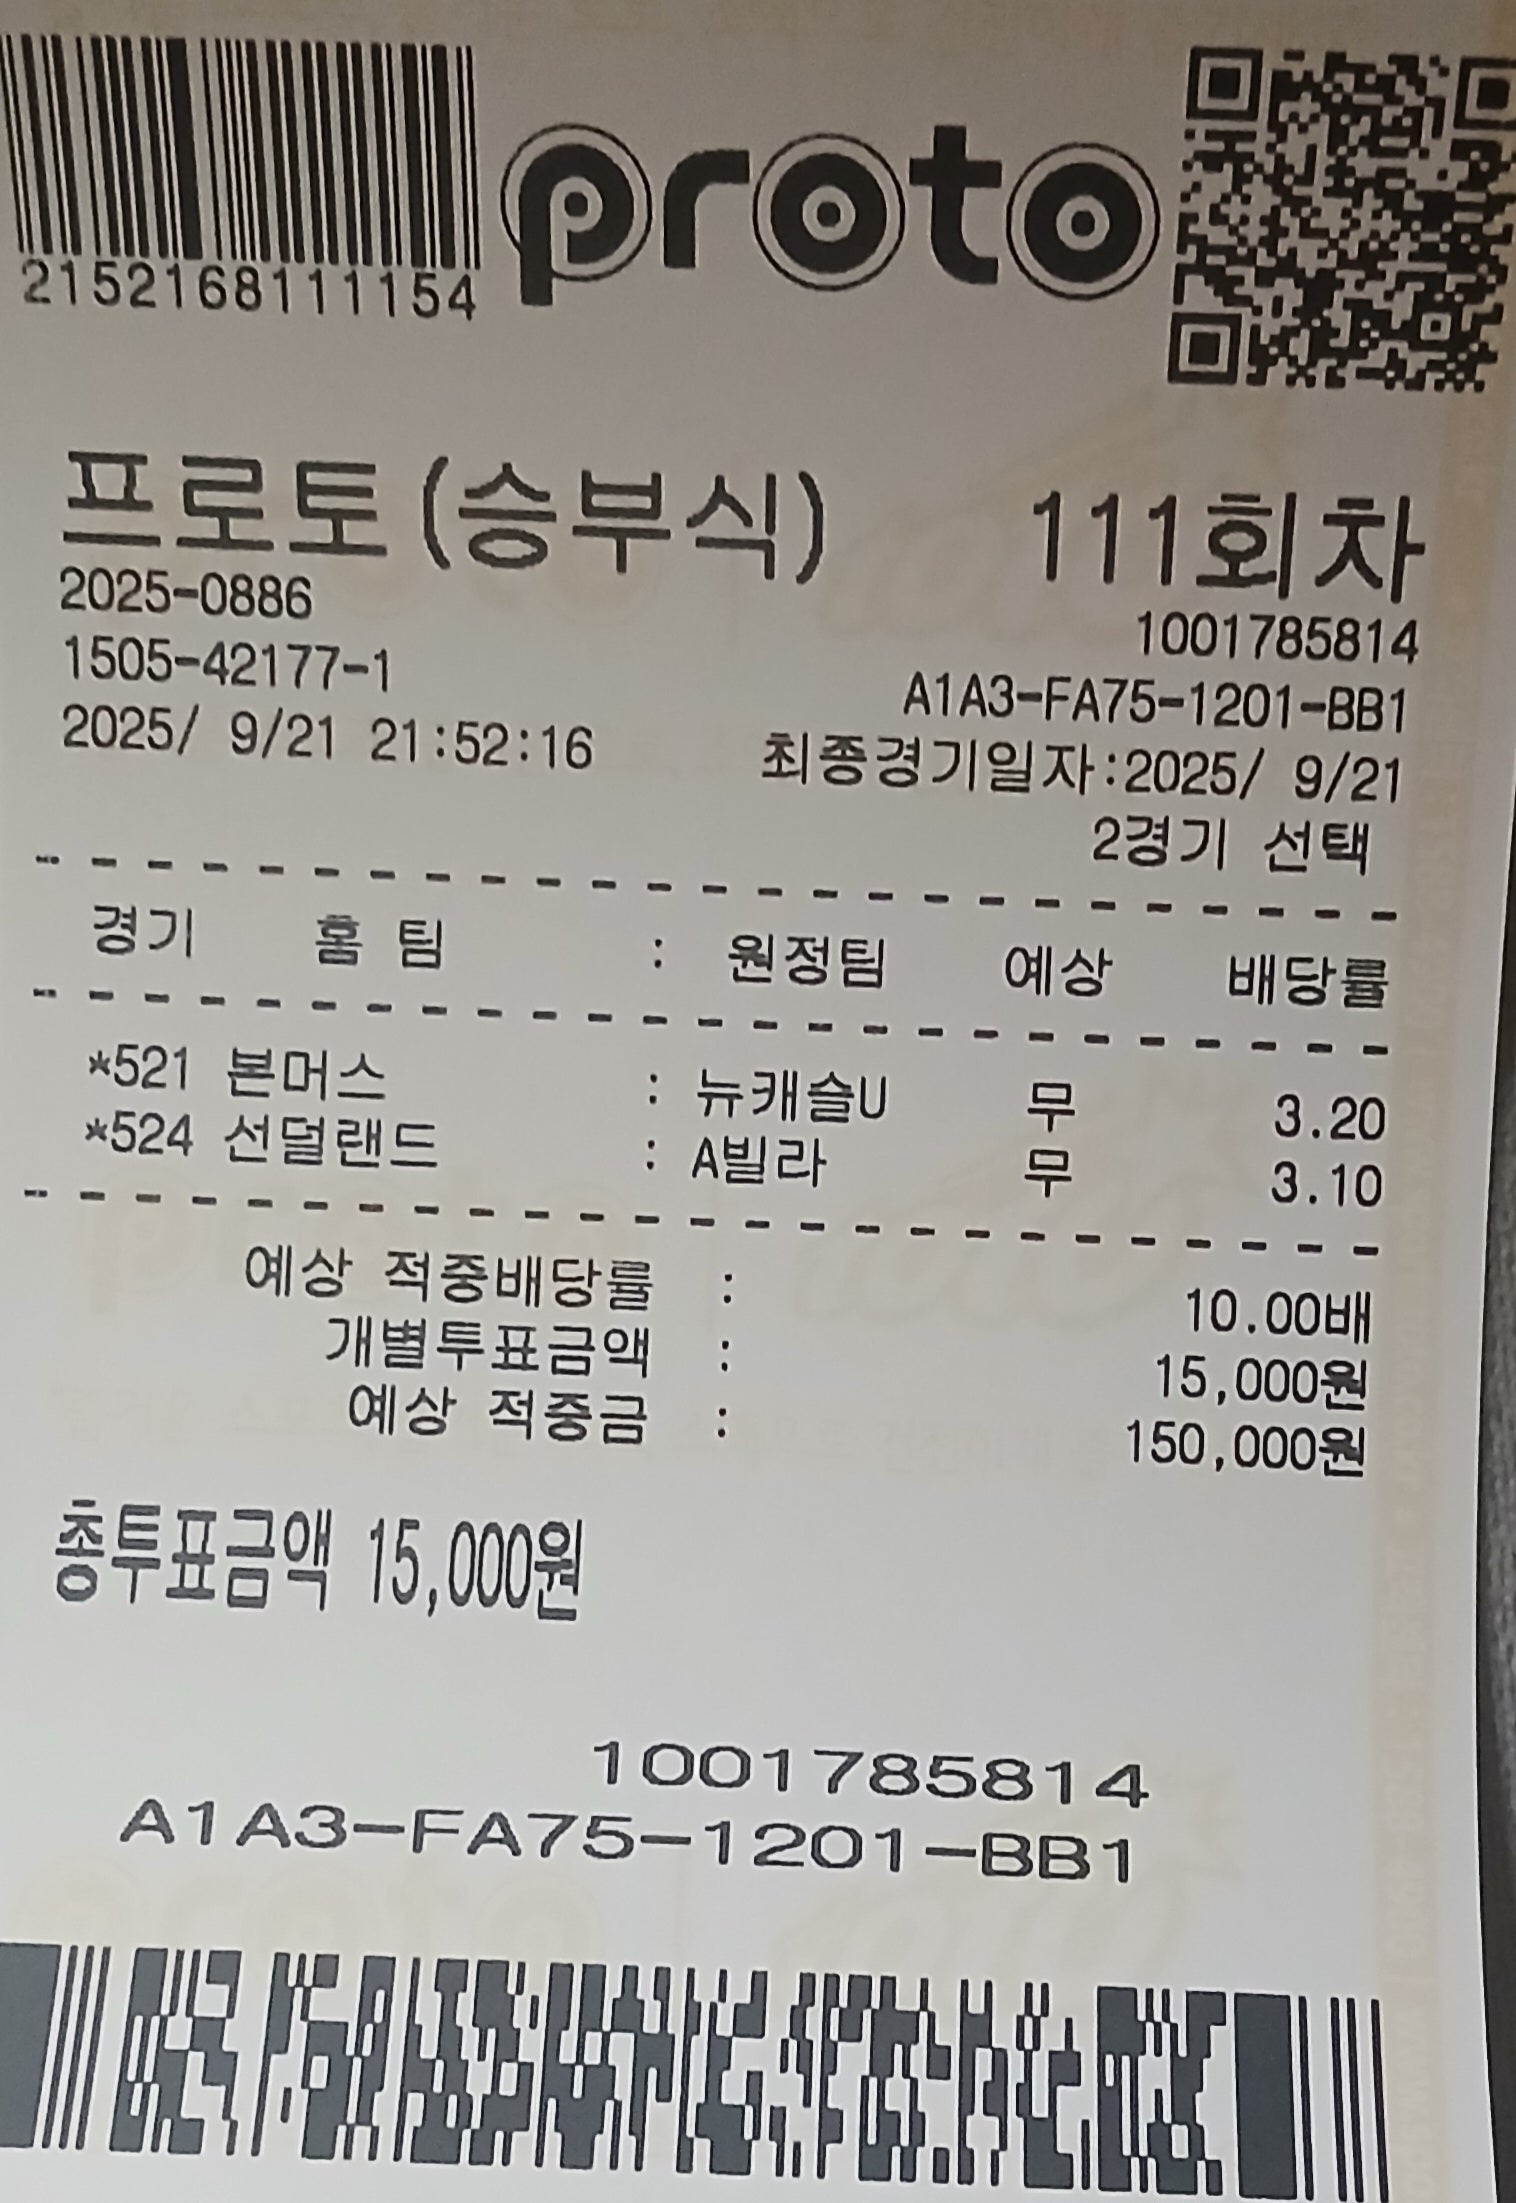 2152168111154
proto
프로토(승부식) 111회차
2025-0886
1001785814
1505-42177-1
A1A3-FA75-1201-BB1
2025/ 9/21 21:52:16
최종경기일자:2025/ 9/21
2경기 선택
경기 홈 팀 : 원정팀 예상 배당률
*521 본머스 : 뉴캐슬U 무 3.20
*524 선덜랜드 : A빌라 무 3.10
예상 적중배당률 : 10.00배
개별투표금액 : 15,000원
예상 적중금 : 150,000원
총투표금액 15,000원
1001785814
A1A3-FA75-1201-BB1